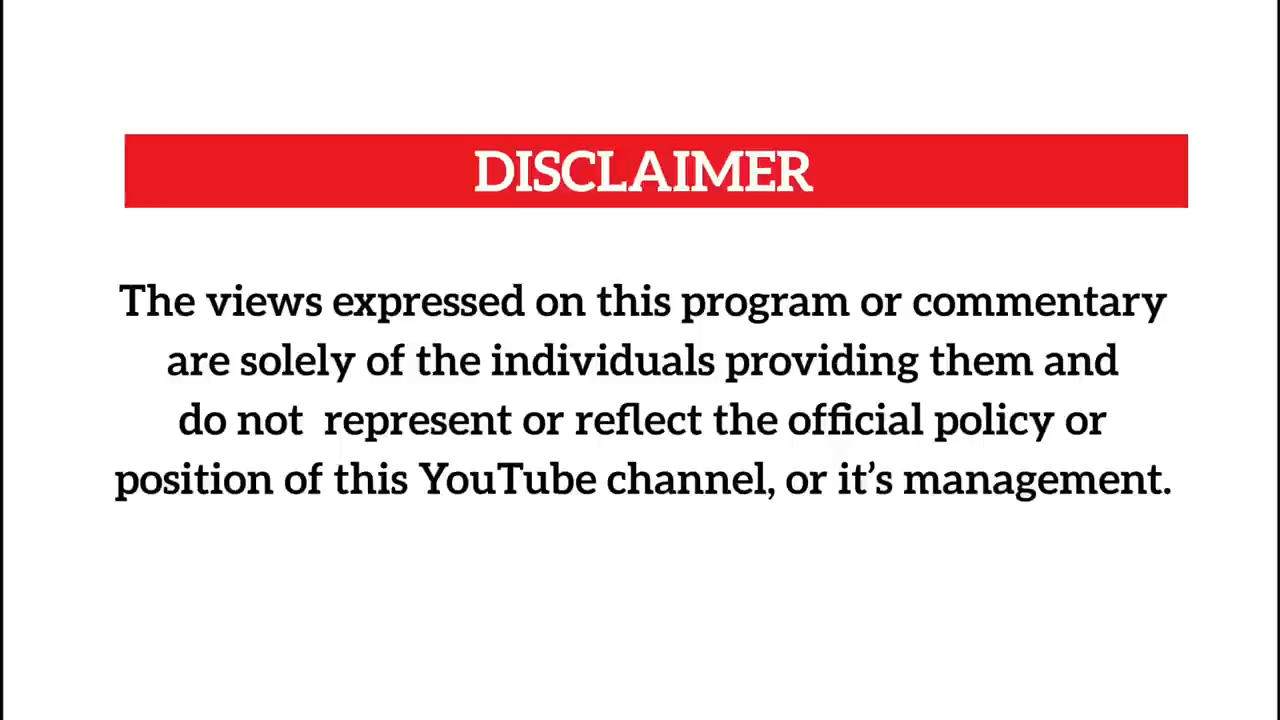 DISCLAIMER
The views expressed on this program or commentary
are solely of the individuals providing them and
do not  represent or reflect the official policy or
position of this YouTube channel, or it’s management.